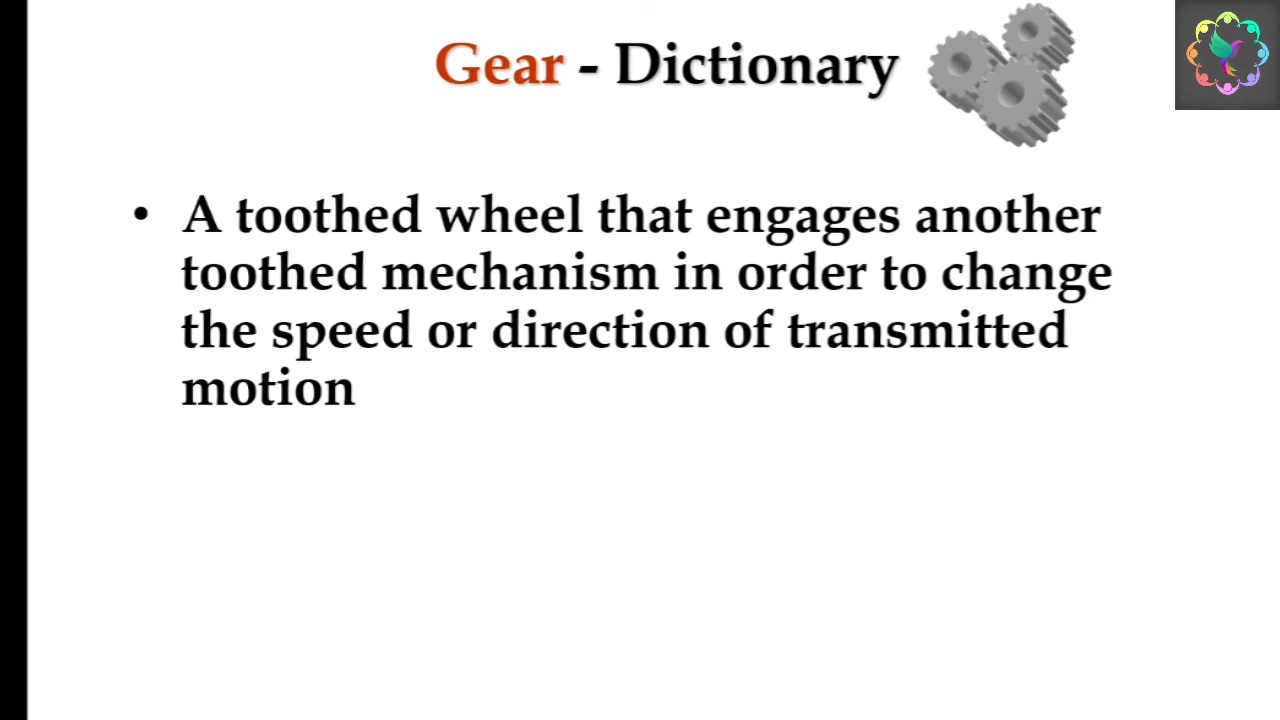 Gear - Dictionary
• A toothed wheel that engages another
toothed mechanism in order to change
the speed or direction of transmitted
motion